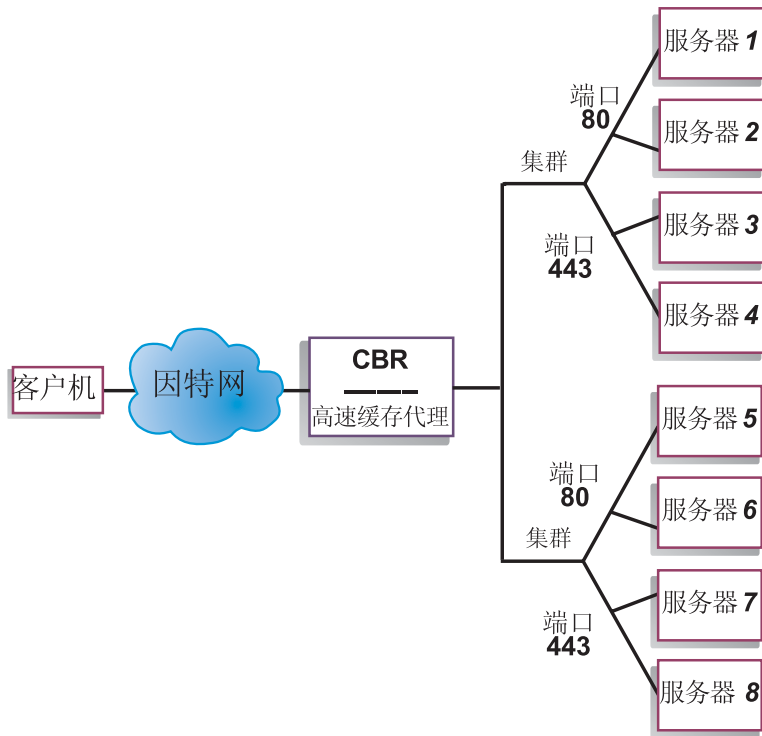 客户机
因特网
CBR
高速缓存代理
集群
端口
80
服务器 1
服务器 2
端口
443
服务器 3
服务器 4
集群
端口
80
服务器 5
服务器 6
端口
443
服务器 7
服务器 8